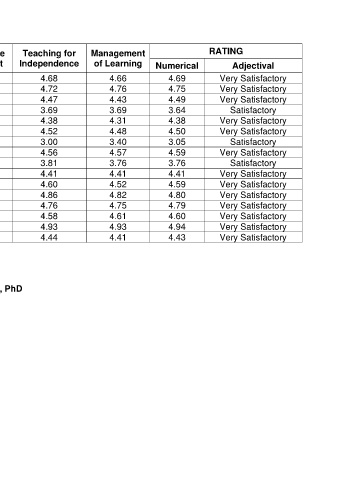 e Teaching for Management RATING
t Independence of Learning Numerical Adjectival
4.68 4.66 4.69 Very Satisfactory
4.72 4.76 4.75 Very Satisfactory
4.47 4.43 4.49 Very Satisfactory
3.69 3.69 3.64 Satisfactory
4.38 4.31 4.38 Very Satisfactory
4.52 4.48 4.50 Very Satisfactory
3.00 3.40 3.05 Satisfactory
4.56 4.57 4.59 Very Satisfactory
3.81 3.76 3.76 Satisfactory
4.41 4.41 4.41 Very Satisfactory
4.60 4.52 4.59 Very Satisfactory
4.86 4.82 4.80 Very Satisfactory
4.76 4.75 4.79 Very Satisfactory
4.58 4.61 4.60 Very Satisfactory
4.93 4.93 4.94 Very Satisfactory
4.44 4.41 4.43 Very Satisfactory
, PhD